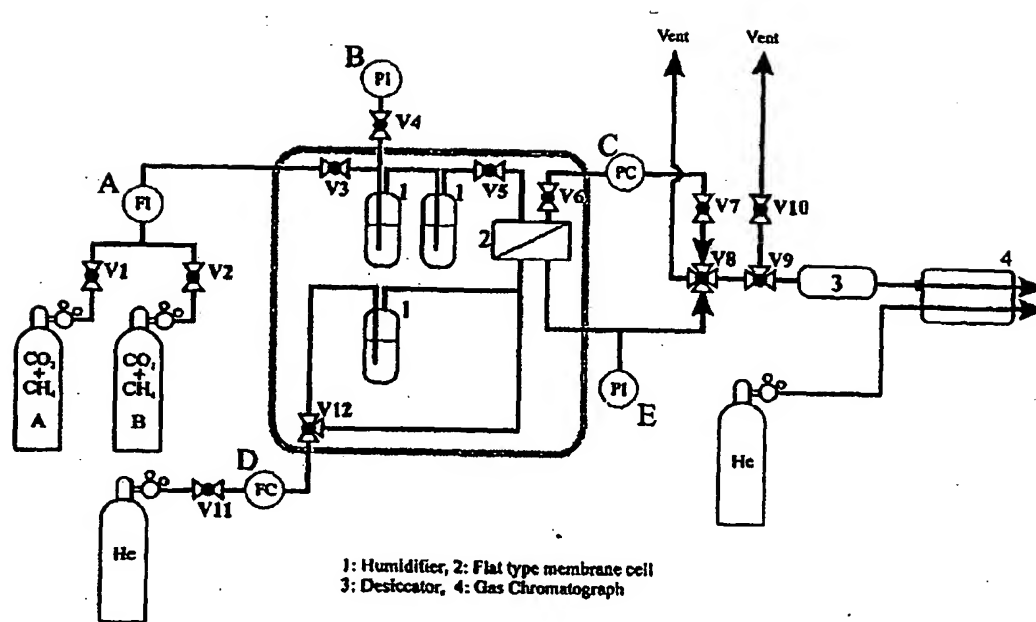 Vent
Vent
B
PI
V4
C
PC
A
FI
V3
1
1
V5
V6
V7
V10
2
V8
V9
4
3
V1
V2
1
CO₂
+
CH₄
A
CO₂
+
CH₄
B
PI
E
V12
D
FC
V11
He
He
1: Humidifier, 2: Flat type membrane cell
3: Desiccator, 4: Gas Chromatograph